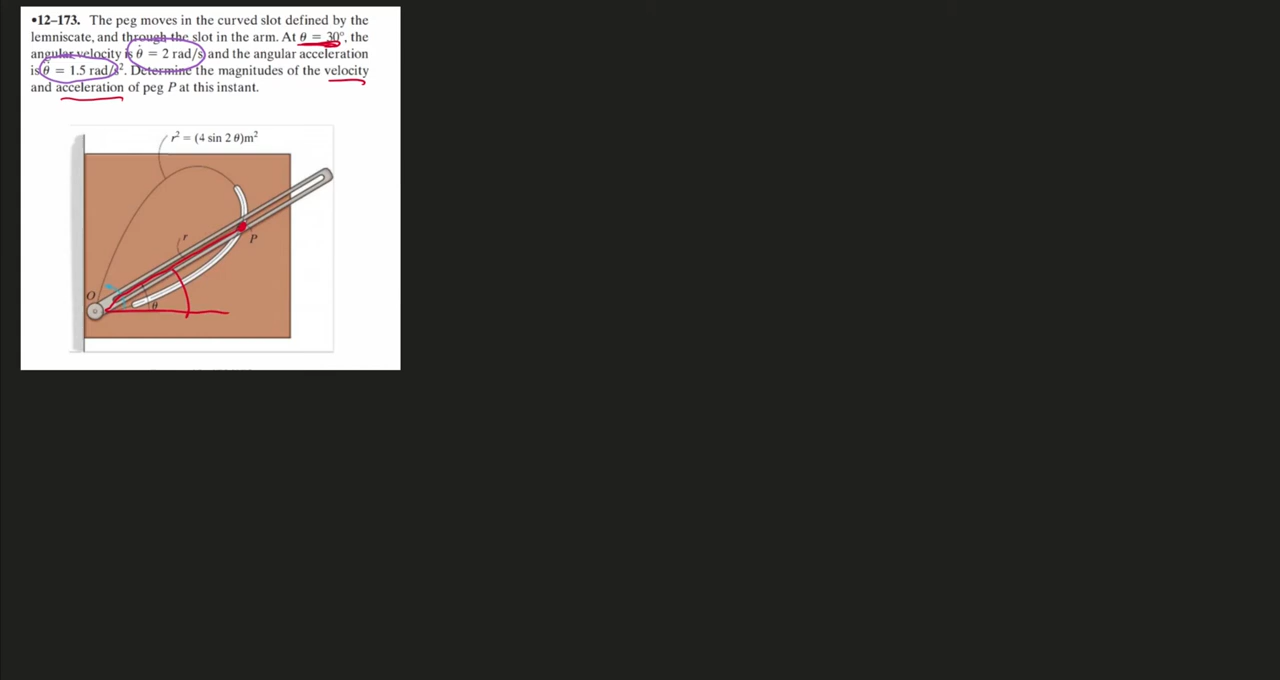 •12–173. The peg moves in the curved slot defined by the
lemniscate, and through the slot in the arm. At θ = 30°, the
angular velocity is θ̇ = 2 rad/s and the angular acceleration
is θ̈ = 1.5 rad/s². Determine the magnitudes of the velocity
and acceleration of peg P at this instant.
r² = (4 sin 2 θ)m²
r
P
O
θ